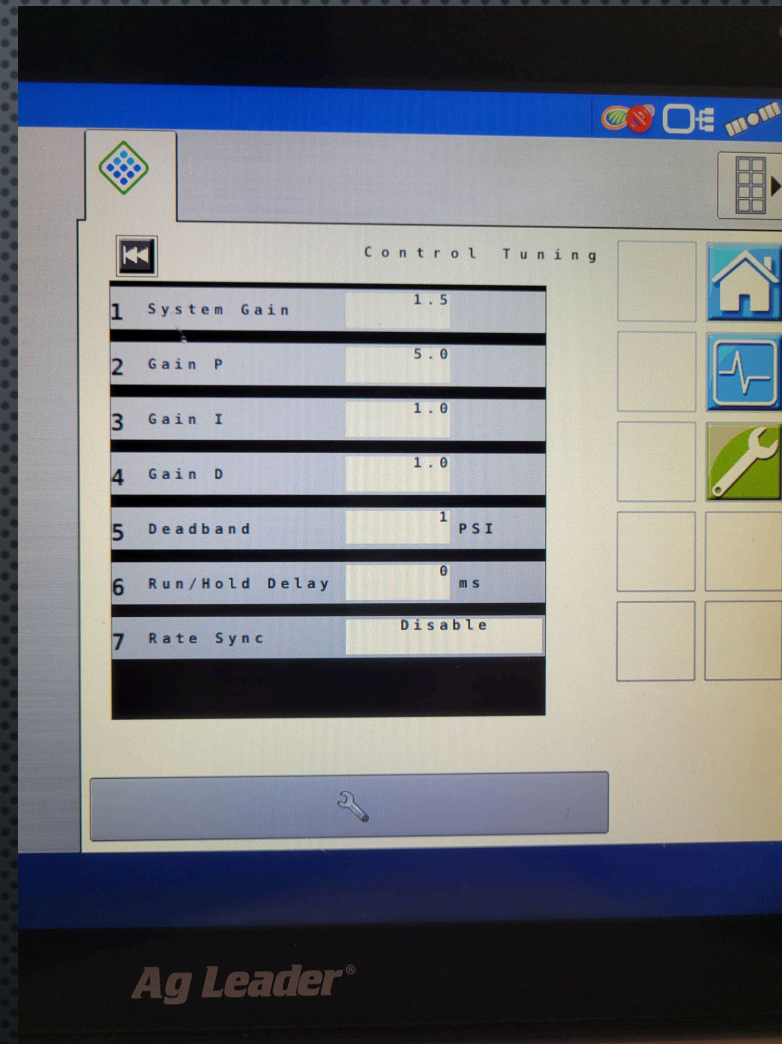 Control Tuning
1 System Gain 1.5
2 Gain P 5.0
3 Gain I 1.0
4 Gain D 1.0
5 Deadband 1 PSI
6 Run/Hold Delay 0 ms
7 Rate Sync Disable
Ag Leader®